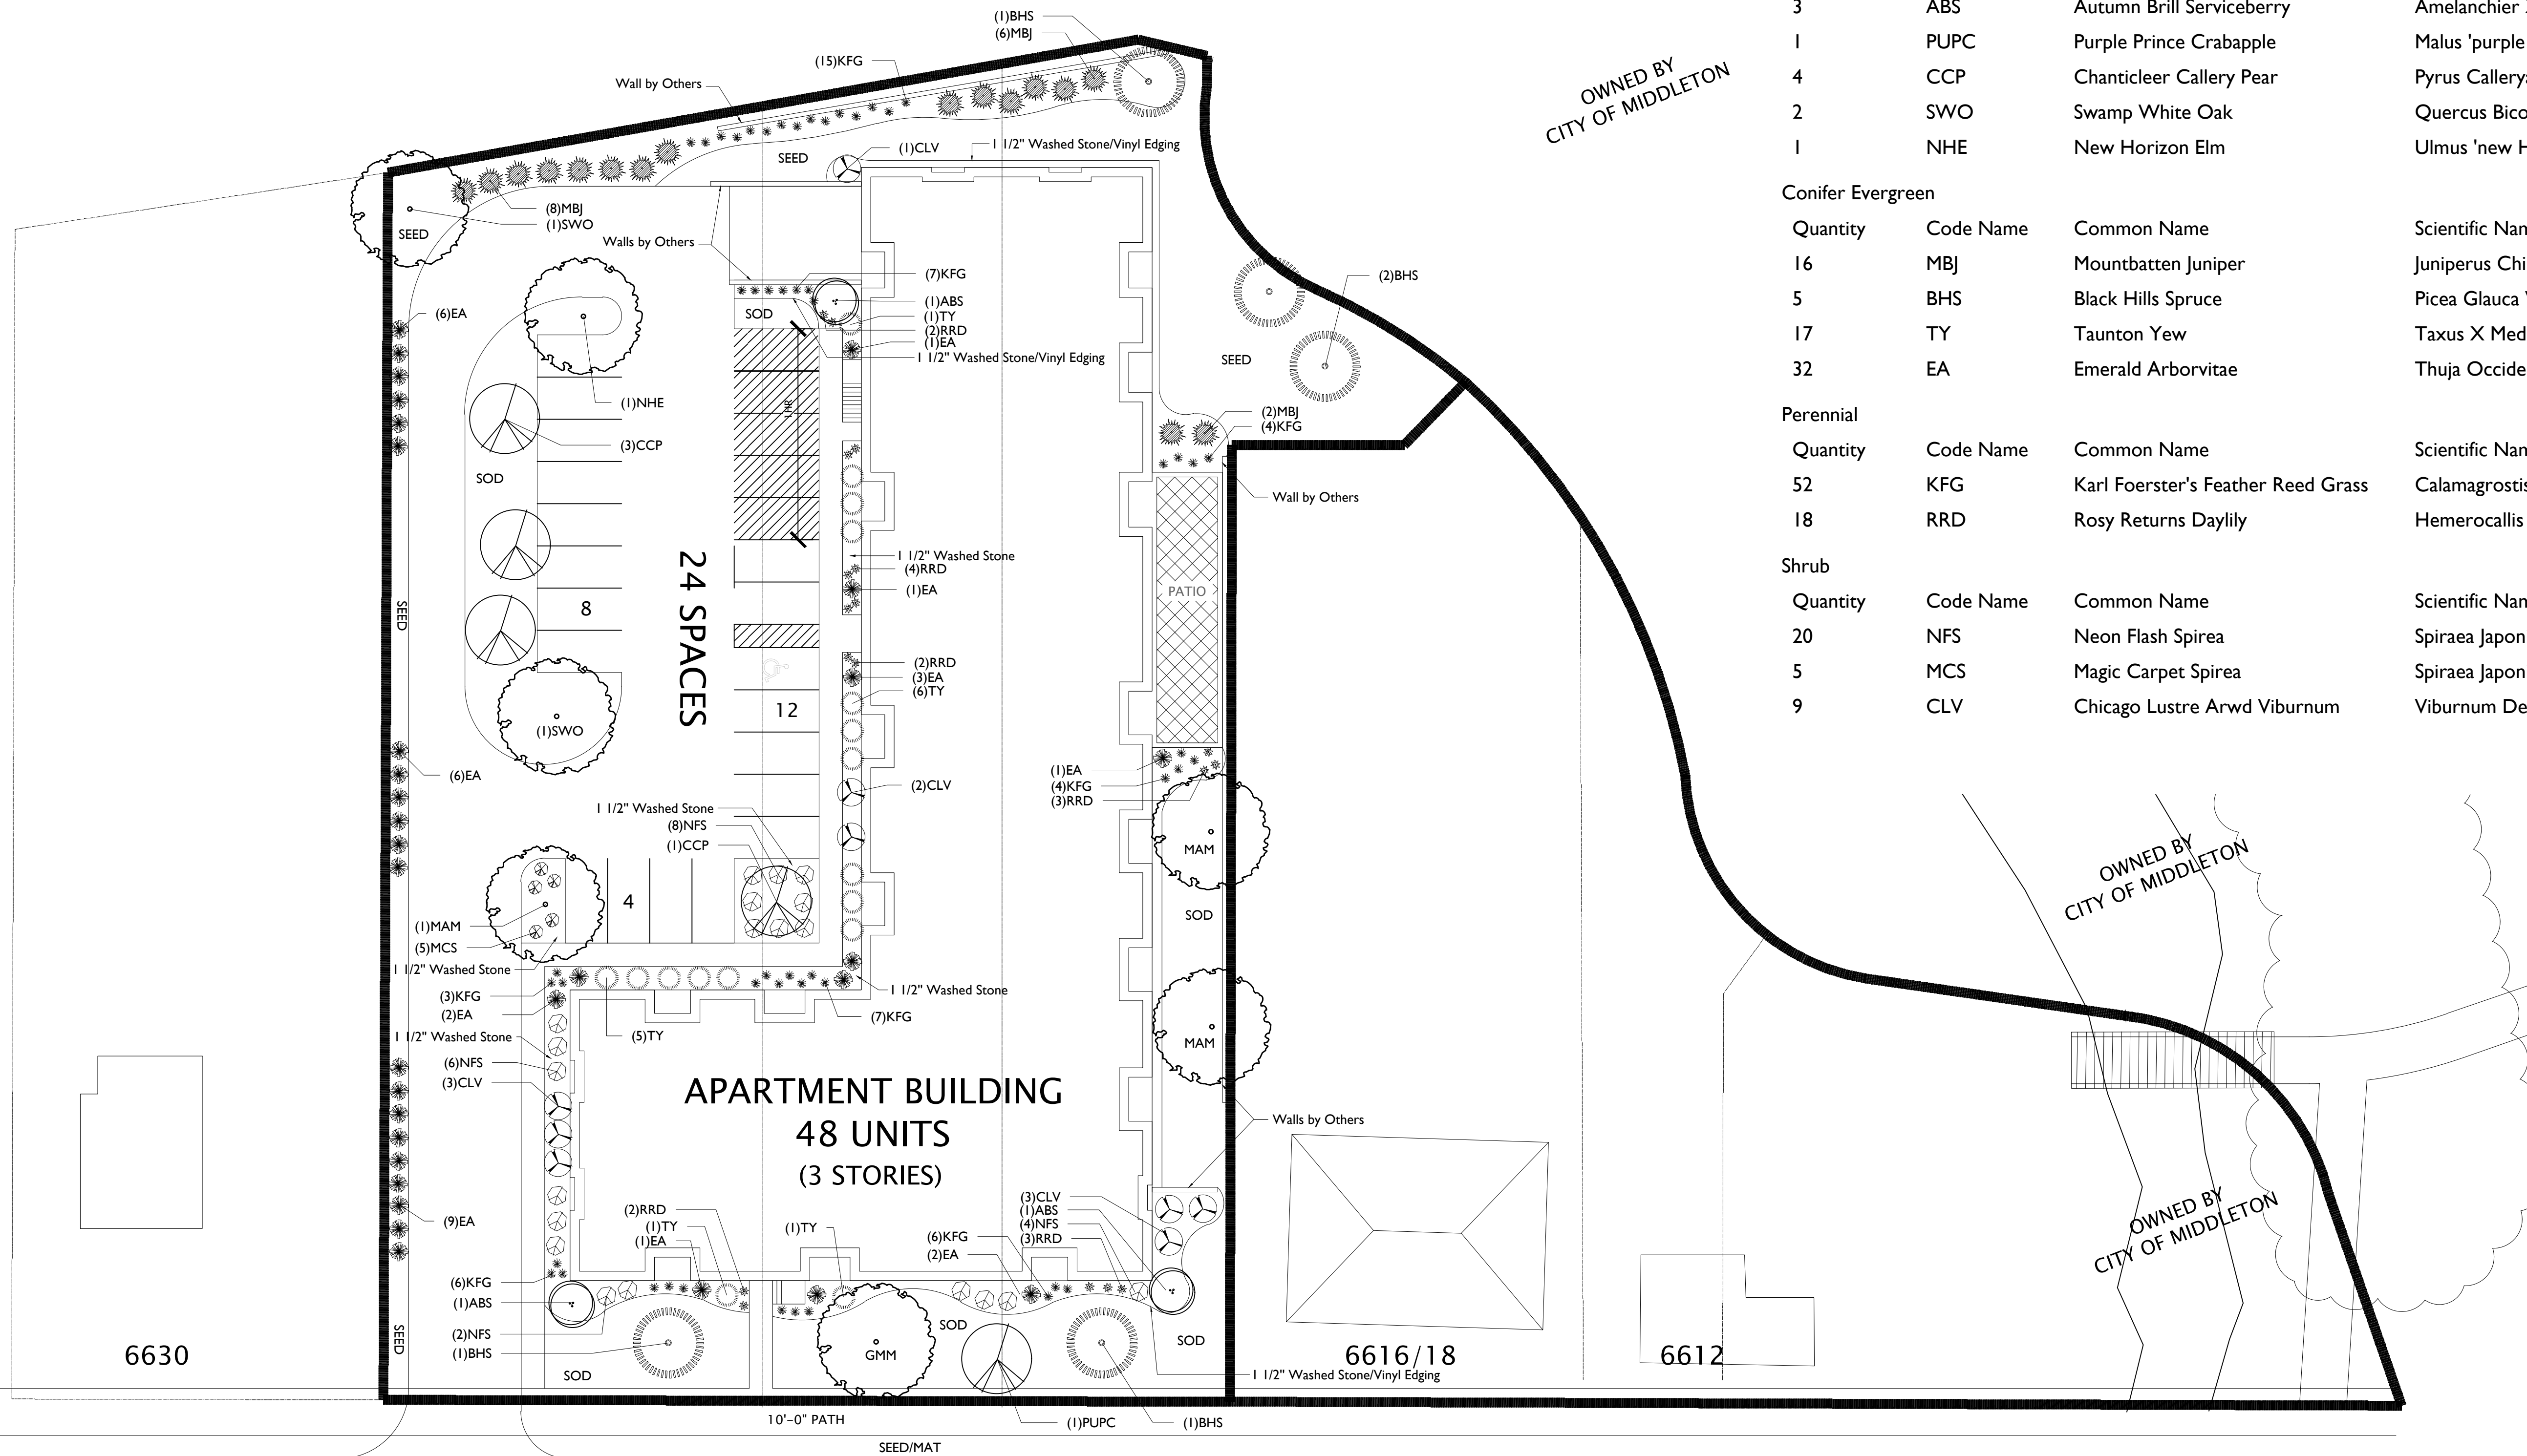 (1)BHS
(6)MBJ
(15)KFG
Wall by Others
SEED
(1)CLV
1 1/2" Washed Stone/Vinyl Edging
(8)MBJ
(1)SWO
SEED
Walls by Others
(7)KFG
(1)ABS
(1)TY
(2)RRD
(1)EA
1 1/2" Washed Stone/Vinyl Edging
SOD
(6)EA
(1)NHE
(3)CCP
SOD
(2)BHS
SEED
(2)MBJ
(4)KFG
Wall by Others
1 1/2" Washed Stone
(4)RRD
(1)EA
PATIO
24 SPACES
8
SEED
(2)RRD
(3)EA
(6)TY
12
(1)SWO
(6)EA
(2)CLV
(1)EA
(4)KFG
(3)RRD
1 1/2" Washed Stone
(8)NFS
(1)CCP
MAM
4
SOD
(1)MAM
(5)MCS
1 1/2" Washed Stone
(3)KFG
(2)EA
1 1/2" Washed Stone
(7)KFG
(5)TY
1 1/2" Washed Stone
(6)NFS
(3)CLV
MAM
APARTMENT BUILDING
48 UNITS
(3 STORIES)
Walls by Others
(9)EA
(2)RRD
(1)TY
(1)EA
(1)TY
(3)CLV
(1)ABS
(4)NFS
(3)RRD
(6)KFG
(2)EA
(6)KFG
(1)ABS
(2)NFS
(1)BHS
SEED
SOD
GMM
SOD
SOD
1 1/2" Washed Stone/Vinyl Edging
6630
6616/18
6612
10'-0" PATH
(1)PUPC
(1)BHS
SEED/MAT
OWNED BY
CITY OF MIDDLETON
OWNED BY
CITY OF MIDDLETON
OWNED BY
CITY OF MIDDLETON
3 ABS Autumn Brill Serviceberry Amelanchier
1 PUPC Purple Prince Crabapple Malus 'purple
4 CCP Chanticleer Callery Pear Pyrus Callerya
2 SWO Swamp White Oak Quercus Bico
1 NHE New Horizon Elm Ulmus 'new H
Conifer Evergreen
Quantity Code Name Common Name Scientific Nam
16 MBJ Mountbatten Juniper Juniperus Chi
5 BHS Black Hills Spruce Picea Glauca
17 TY Taunton Yew Taxus X Med
32 EA Emerald Arborvitae Thuja Occide
Perennial
Quantity Code Name Common Name Scientific Nam
52 KFG Karl Foerster's Feather Reed Grass Calamagrostis
18 RRD Rosy Returns Daylily Hemerocallis
Shrub
Quantity Code Name Common Name Scientific Nam
20 NFS Neon Flash Spirea Spiraea Japon
5 MCS Magic Carpet Spirea Spiraea Japon
9 CLV Chicago Lustre Arwd Viburnum Viburnum De